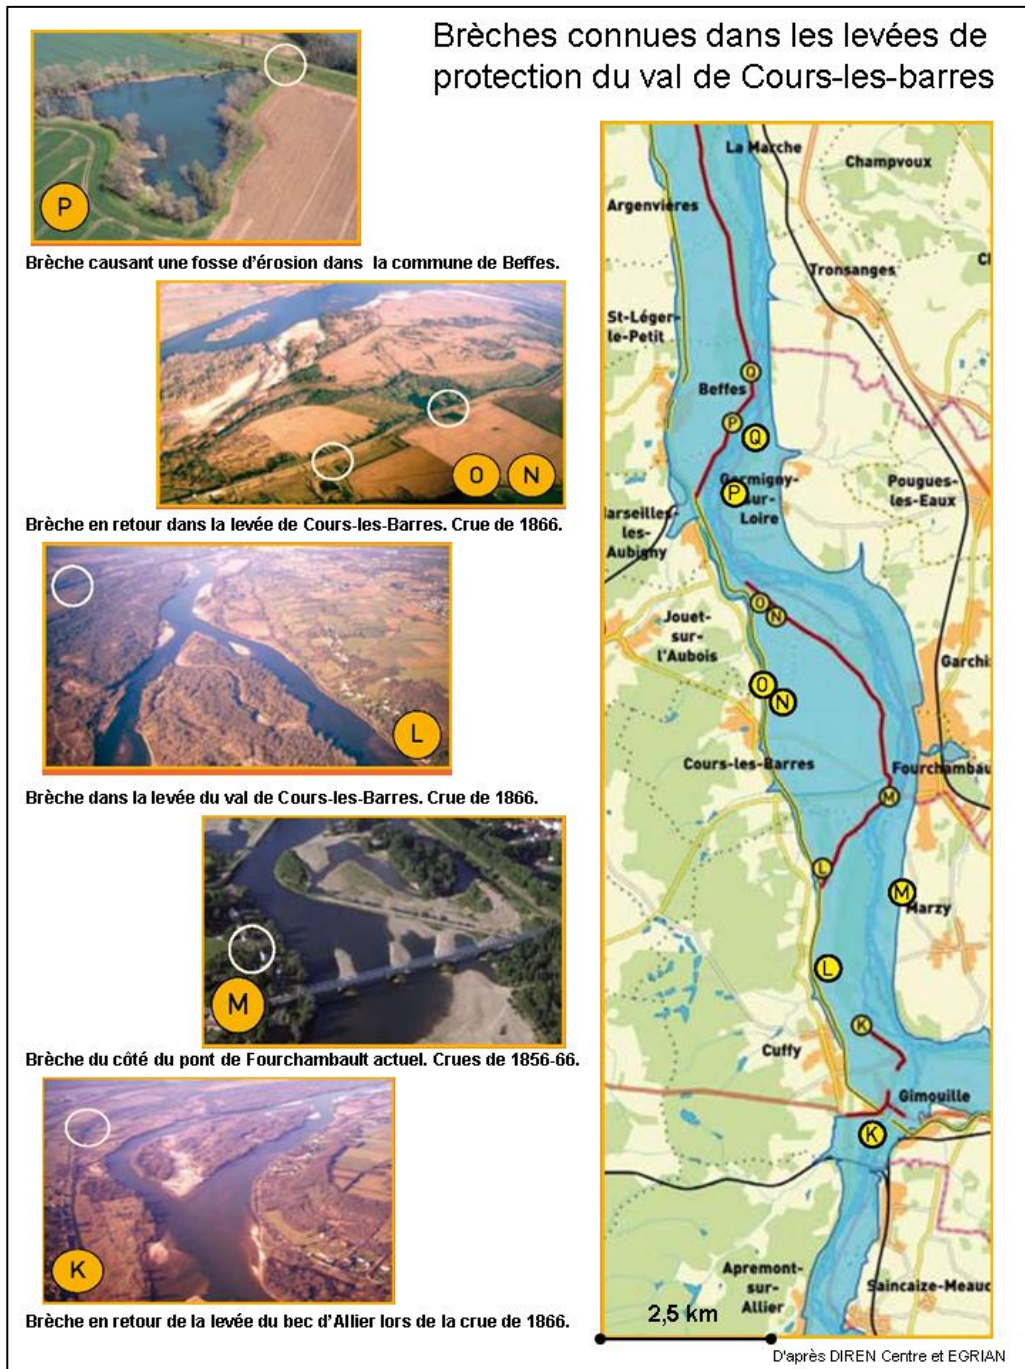 Brèches connues dans les levées de
protection du val de Cours-les-barres
P
Brèche causant une fosse d'érosion dans la commune de Beffes.
O N
Brèche en retour dans la levée de Cours-les-Barres. Crue de 1866.
L
Brèche dans la levée du val de Cours-les-Barres. Crue de 1866.
M
Brèche du côté du pont de Fourchambault actuel. Crues de 1856-66.
K
Brèche en retour de la levée du bec d'Allier lors de la crue de 1866.
La Marche
Champvoux
Argenvières
Tronsanges
Cl
St-Léger-
le-Petit
Q
Beffes
P
Q
Germigny-
sur-
Loire
P
Pougues-
les-Eaux
Marseilles-
les-
Aubigny
O
N
Jouet-
sur-
l'Aubois
Garchi
O
N
Cours-les-Barres
Fourchambau
M
L
M
Marzy
L
K
Cuffy
Gimouille
K
Apremont-
sur-
Allier
Saincaize-Meauc
2,5 km
D'après DIREN Centre et EGRIAN